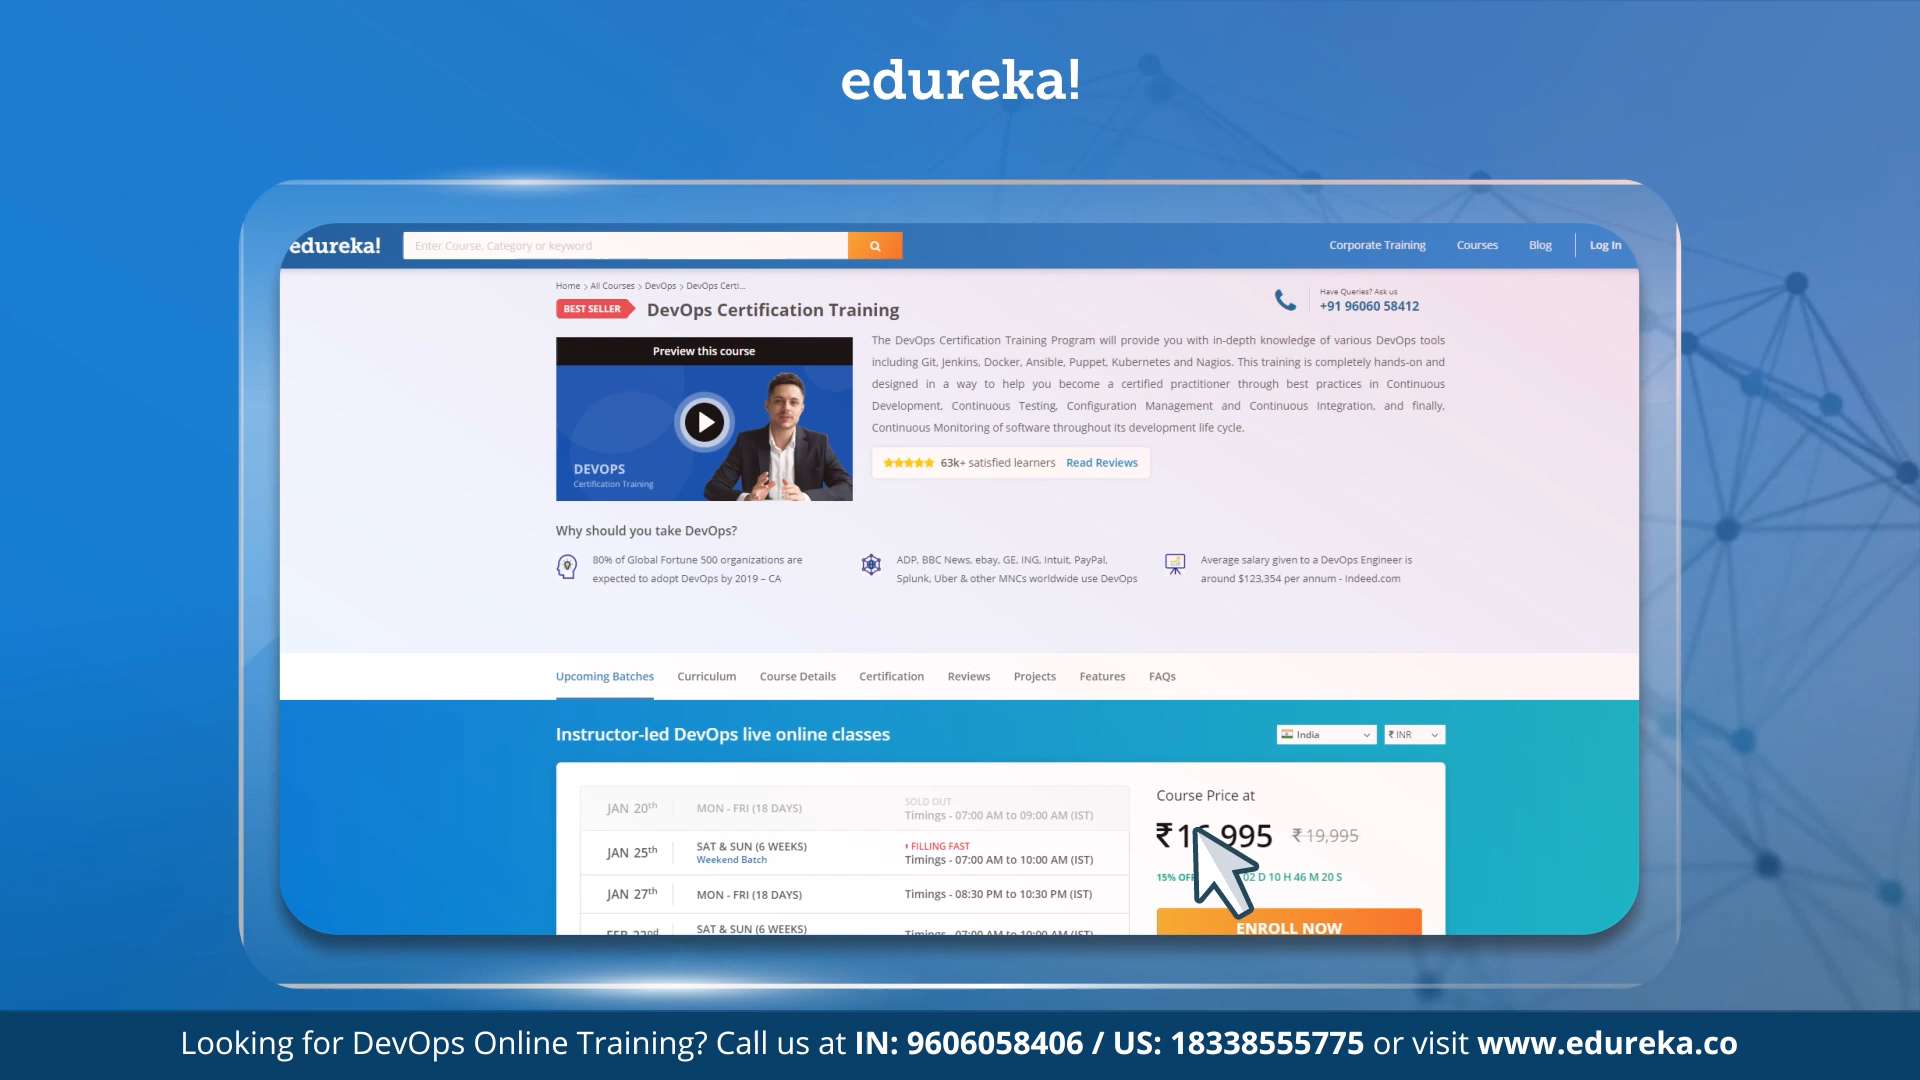 edureka!
edureka!
Enter Course, Category or keyword
Corporate Training
Courses
Blog
Log In
Home > All Courses > DevOps > DevOps Certi...
BEST SELLER
DevOps Certification Training
Have Queries? Ask us
+91 96060 58412
Preview this course
DEVOPS
Certification Training
The DevOps Certification Training Program will provide you with in-depth knowledge of various DevOps tools
including Git, Jenkins, Docker, Ansible, Puppet, Kubernetes and Nagios. This training is completely hands-on and
designed in a way to help you become a certified practitioner through best practices in Continuous
Development, Continuous Testing, Configuration Management and Continuous Integration, and finally,
Continuous Monitoring of software throughout its development life cycle.
63k+ satisfied learners Read Reviews
Why should you take DevOps?
80% of Global Fortune 500 organizations are
expected to adopt DevOps by 2019 – CA
ADP, BBC News, ebay, GE, ING, Intuit, PayPal,
Splunk, Uber & other MNCs worldwide use DevOps
Average salary given to a DevOps Engineer is
around $123,354 per annum - Indeed.com
Upcoming Batches
Curriculum
Course Details
Certification
Reviews
Projects
Features
FAQs
Instructor-led DevOps live online classes
India
₹ INR
JAN 20th
MON - FRI (18 DAYS)
SOLD OUT
Timings - 07:00 AM to 09:00 AM (IST)
JAN 25th
SAT & SUN (6 WEEKS)
Weekend Batch
FILLING FAST
Timings - 07:00 AM to 10:00 AM (IST)
JAN 27th
MON - FRI (18 DAYS)
Timings - 08:30 PM to 10:30 PM (IST)
FEB 22nd
SAT & SUN (6 WEEKS)
Timings - 07:00 AM to 10:00 AM (IST)
Course Price at
₹ 19,995
15% OFF
02 D 10 H 46 M 20 S
ENROLL NOW
Looking for DevOps Online Training? Call us at IN: 9606058406 / US: 18338555775 or visit www.edureka.co